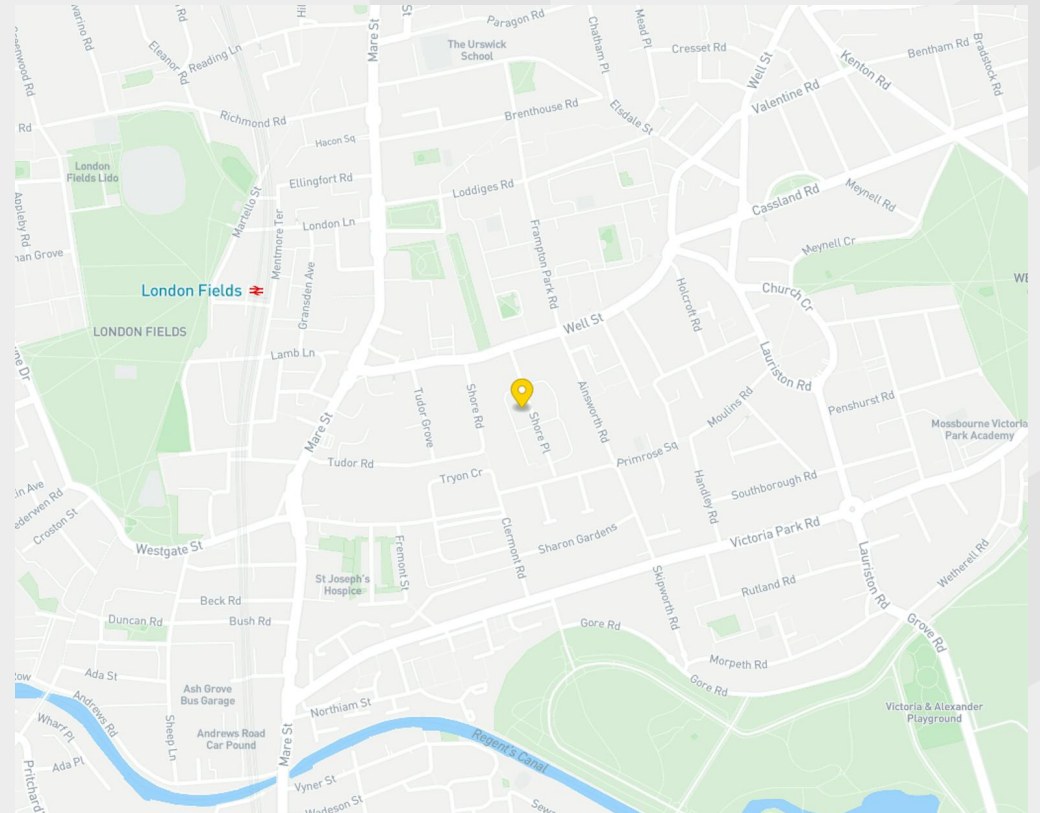 Paragon Rd
Mare St
The Urswick
School
Chatham Pl
Mead Pl
Cresset Rd
Well St
Kenton Rd
Bentham Rd
Bradstock Rd
Eleanor Rd
Reading Ln
Valentine Rd
Brenthouse Rd
Elsdale St
Richmond Rd
Rd
Hacon Sq
London
Fields Lido
Ellingfort Rd
Loddiges Rd
Cassland Rd
Meynell Rd
Martello St
Mentmore Ter
London Ln
Appleby Rd
Frampton Park Rd
Meynell Cr
London Fields
Gransden Ave
Holcroft Rd
Church Cr
LONDON FIELDS
Well St
Lamb Ln
Lauriston Rd
Tudor Grove
Shore Rd
Shore Pl
Ainsworth Rd
Moulins Rd
Penshurst Rd
Mossbourne Victoria
Park Academy
Mare St
Tudor Rd
Tryon Cr
Primrose Sq
Handley Rd
Southborough Rd
Croston St
Westgate St
Clermont Rd
Sharon Gardens
Victoria Park Rd
Fremont St
Lauriston Rd
Wetherell Rd
St Joseph's
Hospice
Skipworth Rd
Rutland Rd
Beck Rd
Duncan Rd
Bush Rd
Gore Rd
Grove Rd
Morpeth Rd
Ada St
Gore Rd
Ash Grove
Bus Garage
Northiam St
Victoria & Alexander
Playground
Andrews Rd
Wharf Pl
Sheep Ln
Andrews Road
Car Pound
Mare St
Regent's Canal
Ada Pl
Vyner St
Pritchard's
Wadeson St